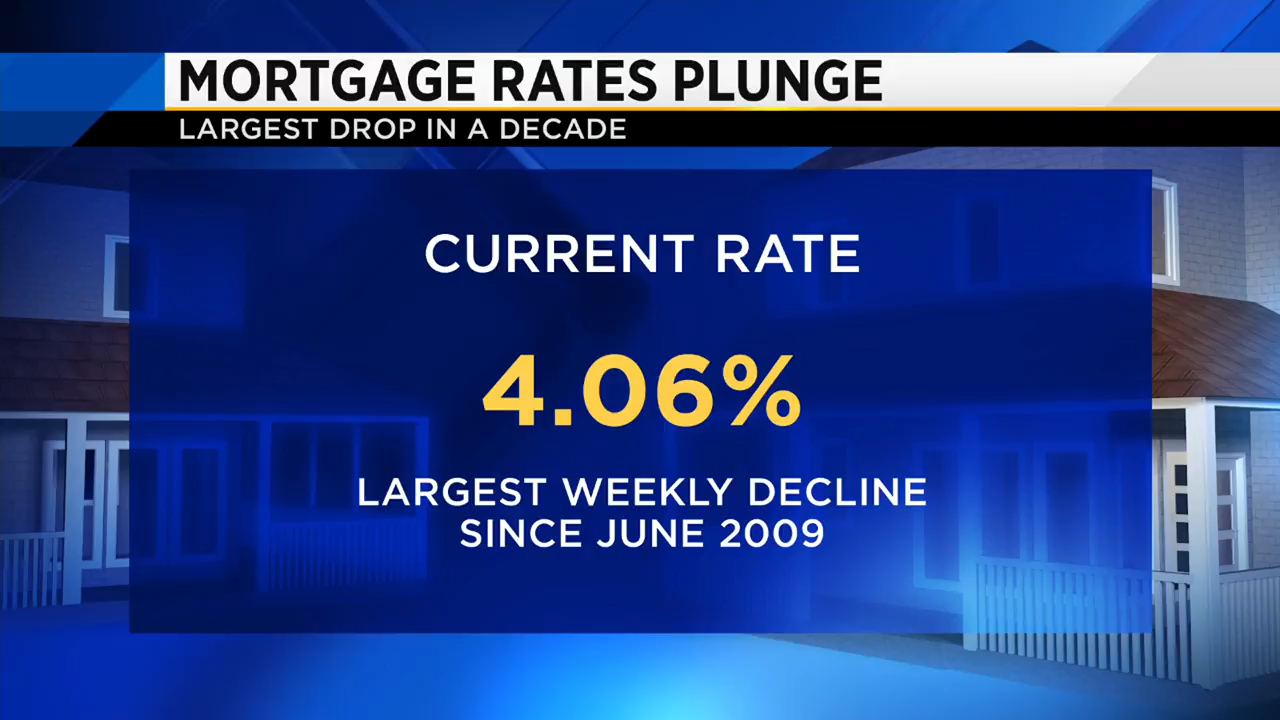 MORTGAGE RATES PLUNGE
LARGEST DROP IN A DECADE
CURRENT RATE
4.06%
LARGEST WEEKLY DECLINE
SINCE JUNE 2009